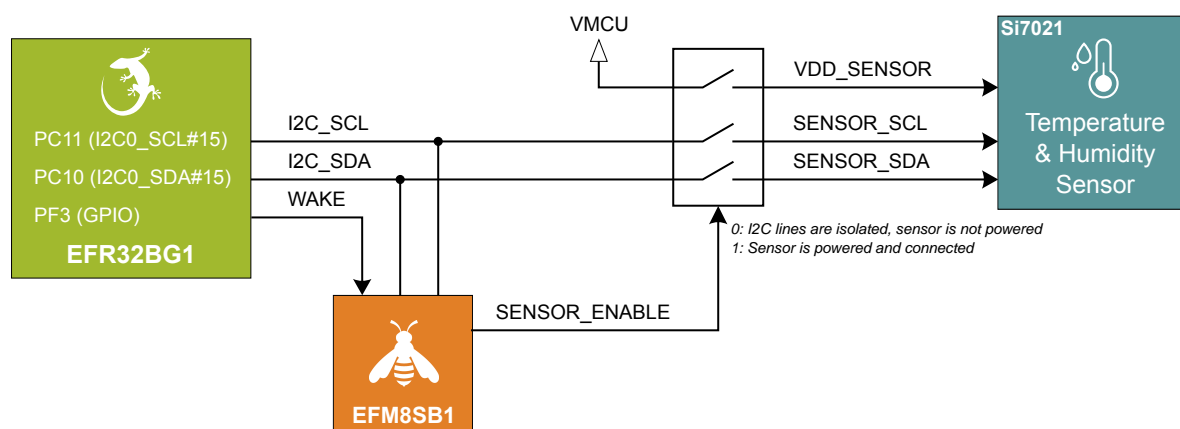 VMCU
Si7021
VDD_SENSOR
PC11 (I2C0_SCL#15)
I2C_SCL
SENSOR_SCL
Temperature
& Humidity
Sensor
PC10 (I2C0_SDA#15)
I2C_SDA
SENSOR_SDA
PF3 (GPIO)
WAKE
EFR32BG1
0: I2C lines are isolated, sensor is not powered
1: Sensor is powered and connected
SENSOR_ENABLE
EFM8SB1